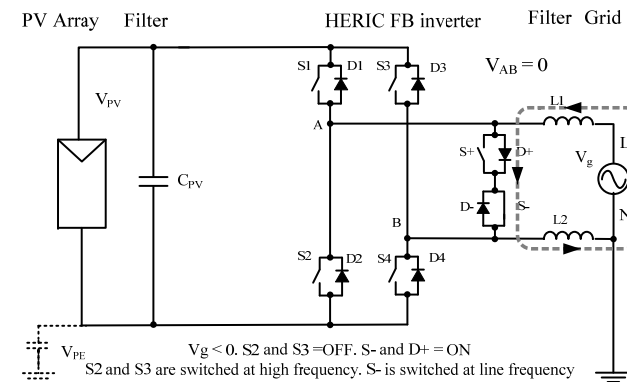 PV Array Filter HERIC FB inverter Filter Grid
S1 D1 S3 D3
V_AB = 0
V_PV
L1
A
S+ D+
V_g
L
C_PV
D- S-
N
B
L2
S2 D2 S4 D4
V_PE
Vg < 0. S2 and S3 =OFF. S- and D+ = ON
S2 and S3 are switched at high frequency. S- is switched at line frequency